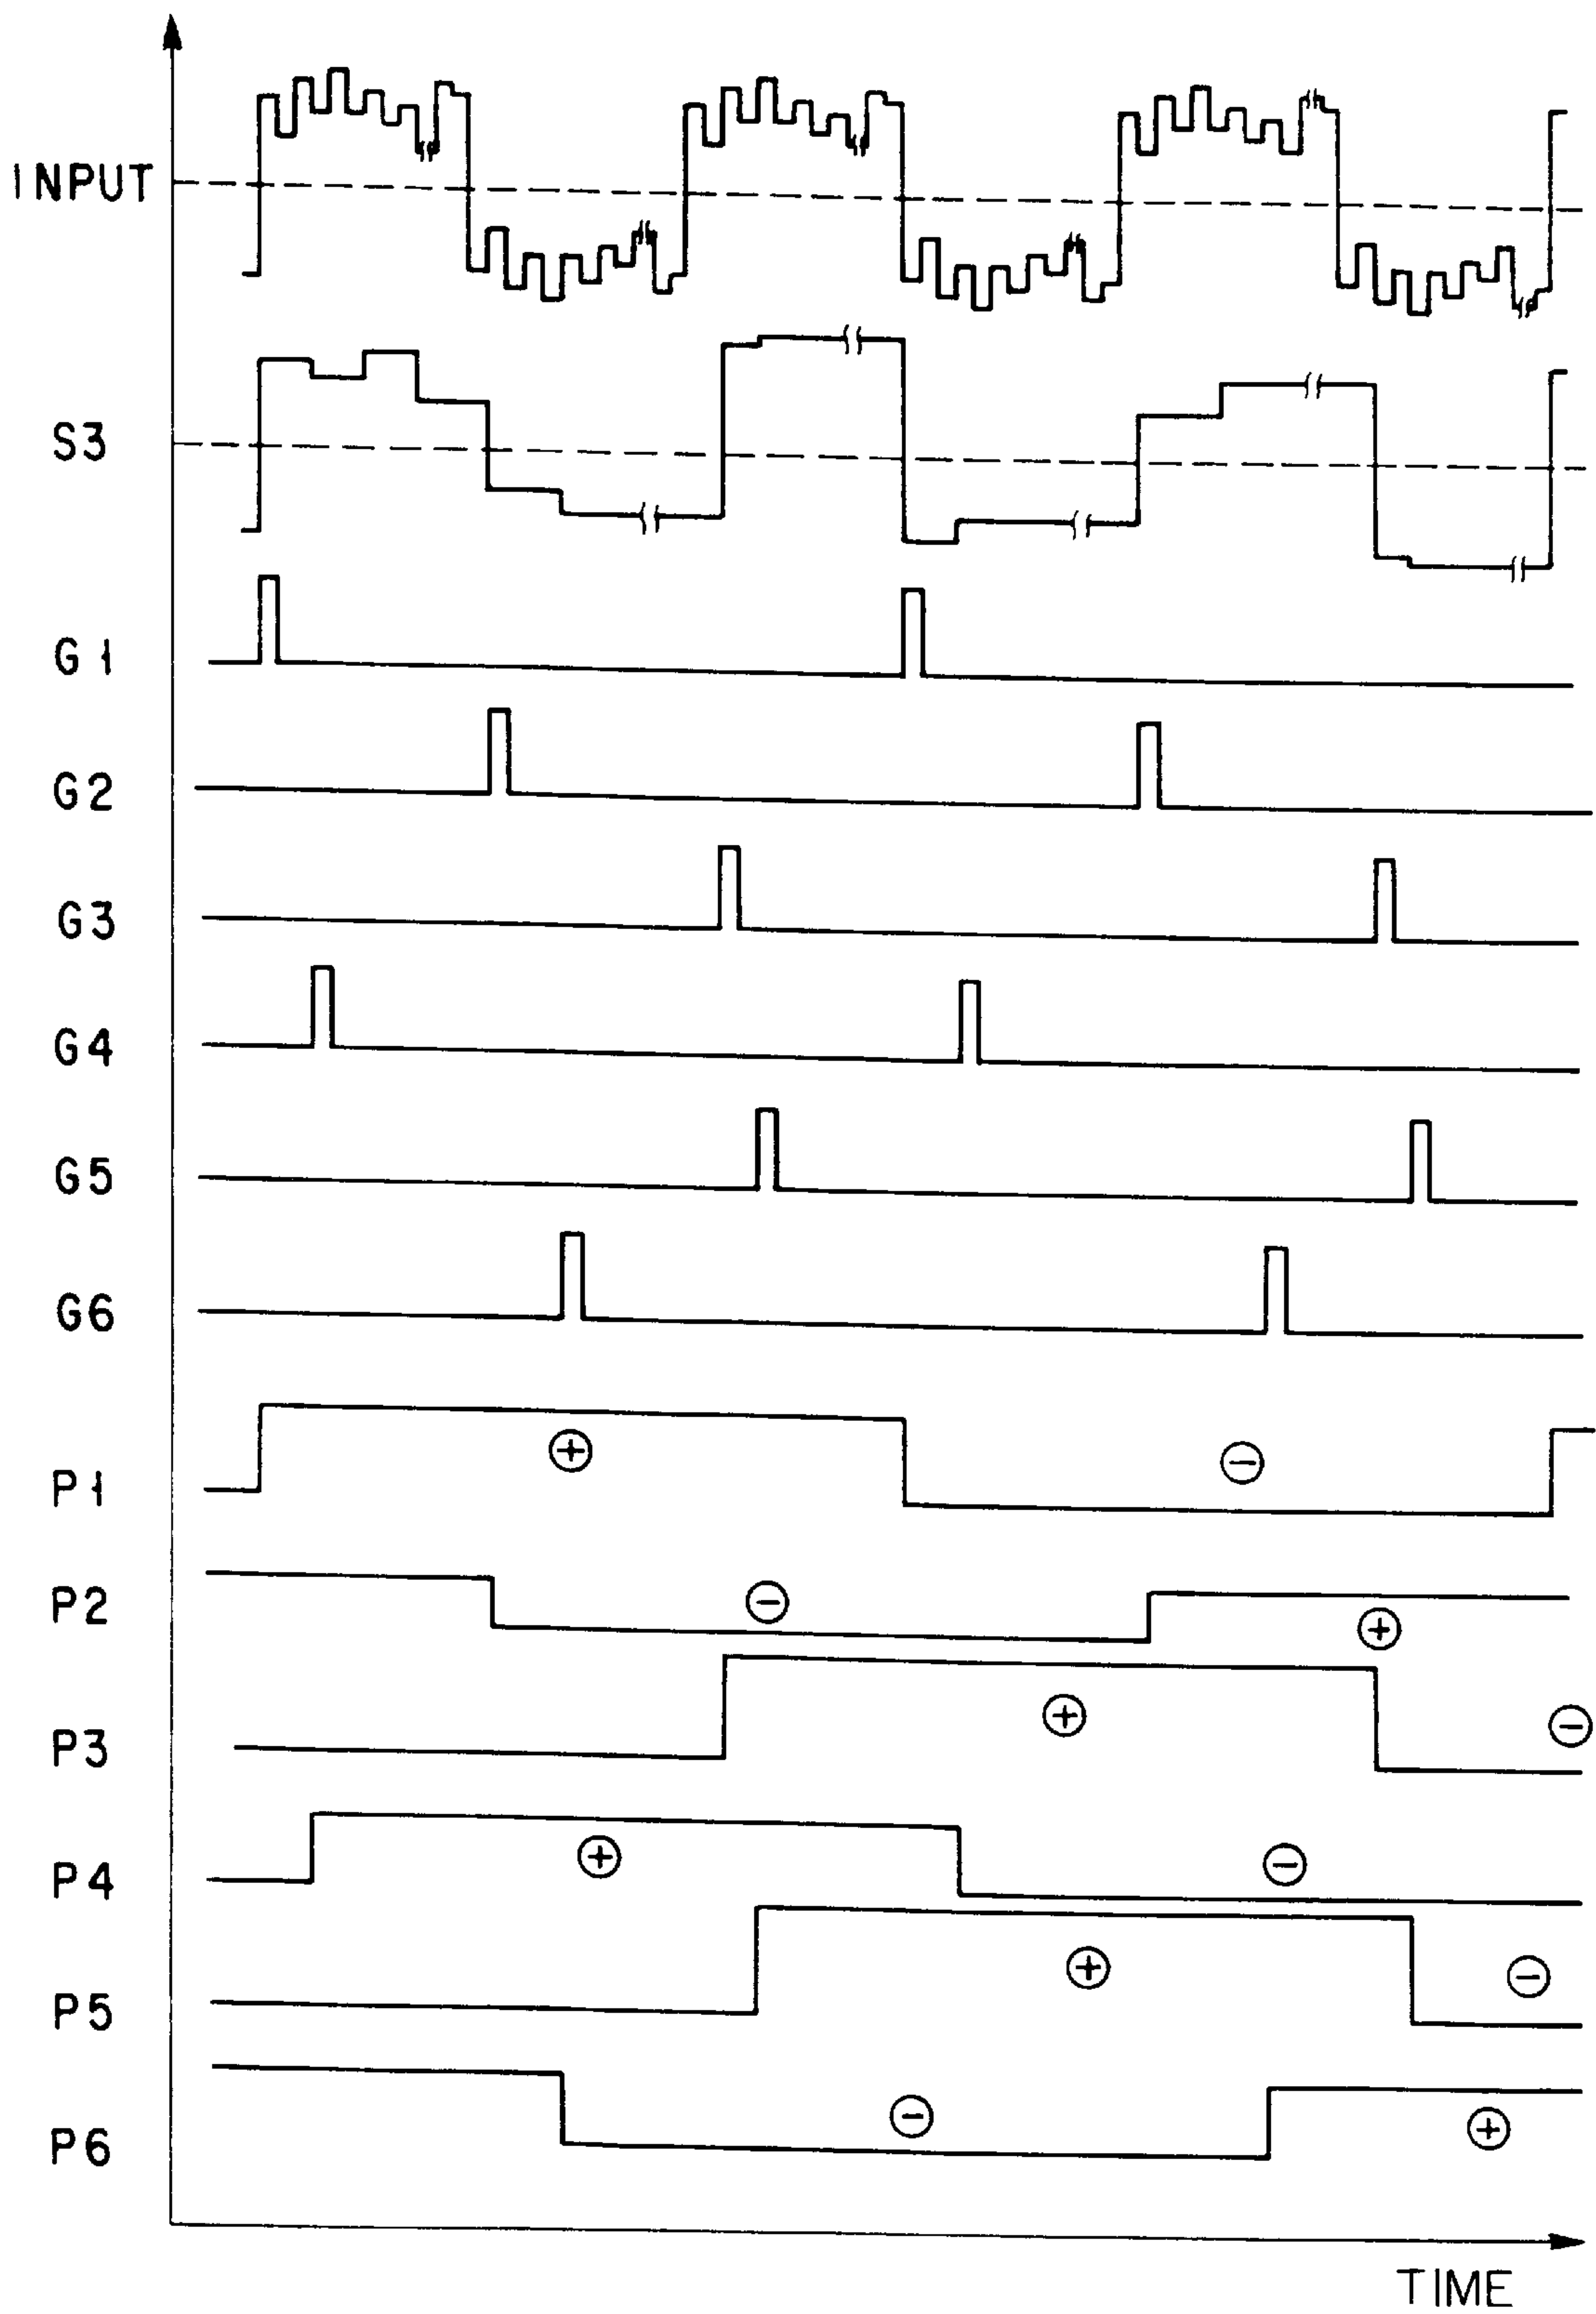 INPUT
S3
G1
G2
G3
G4
G5
G6
P1
+
-
P2
-
+
P3
+
-
P4
+
-
P5
+
-
P6
-
+
TIME